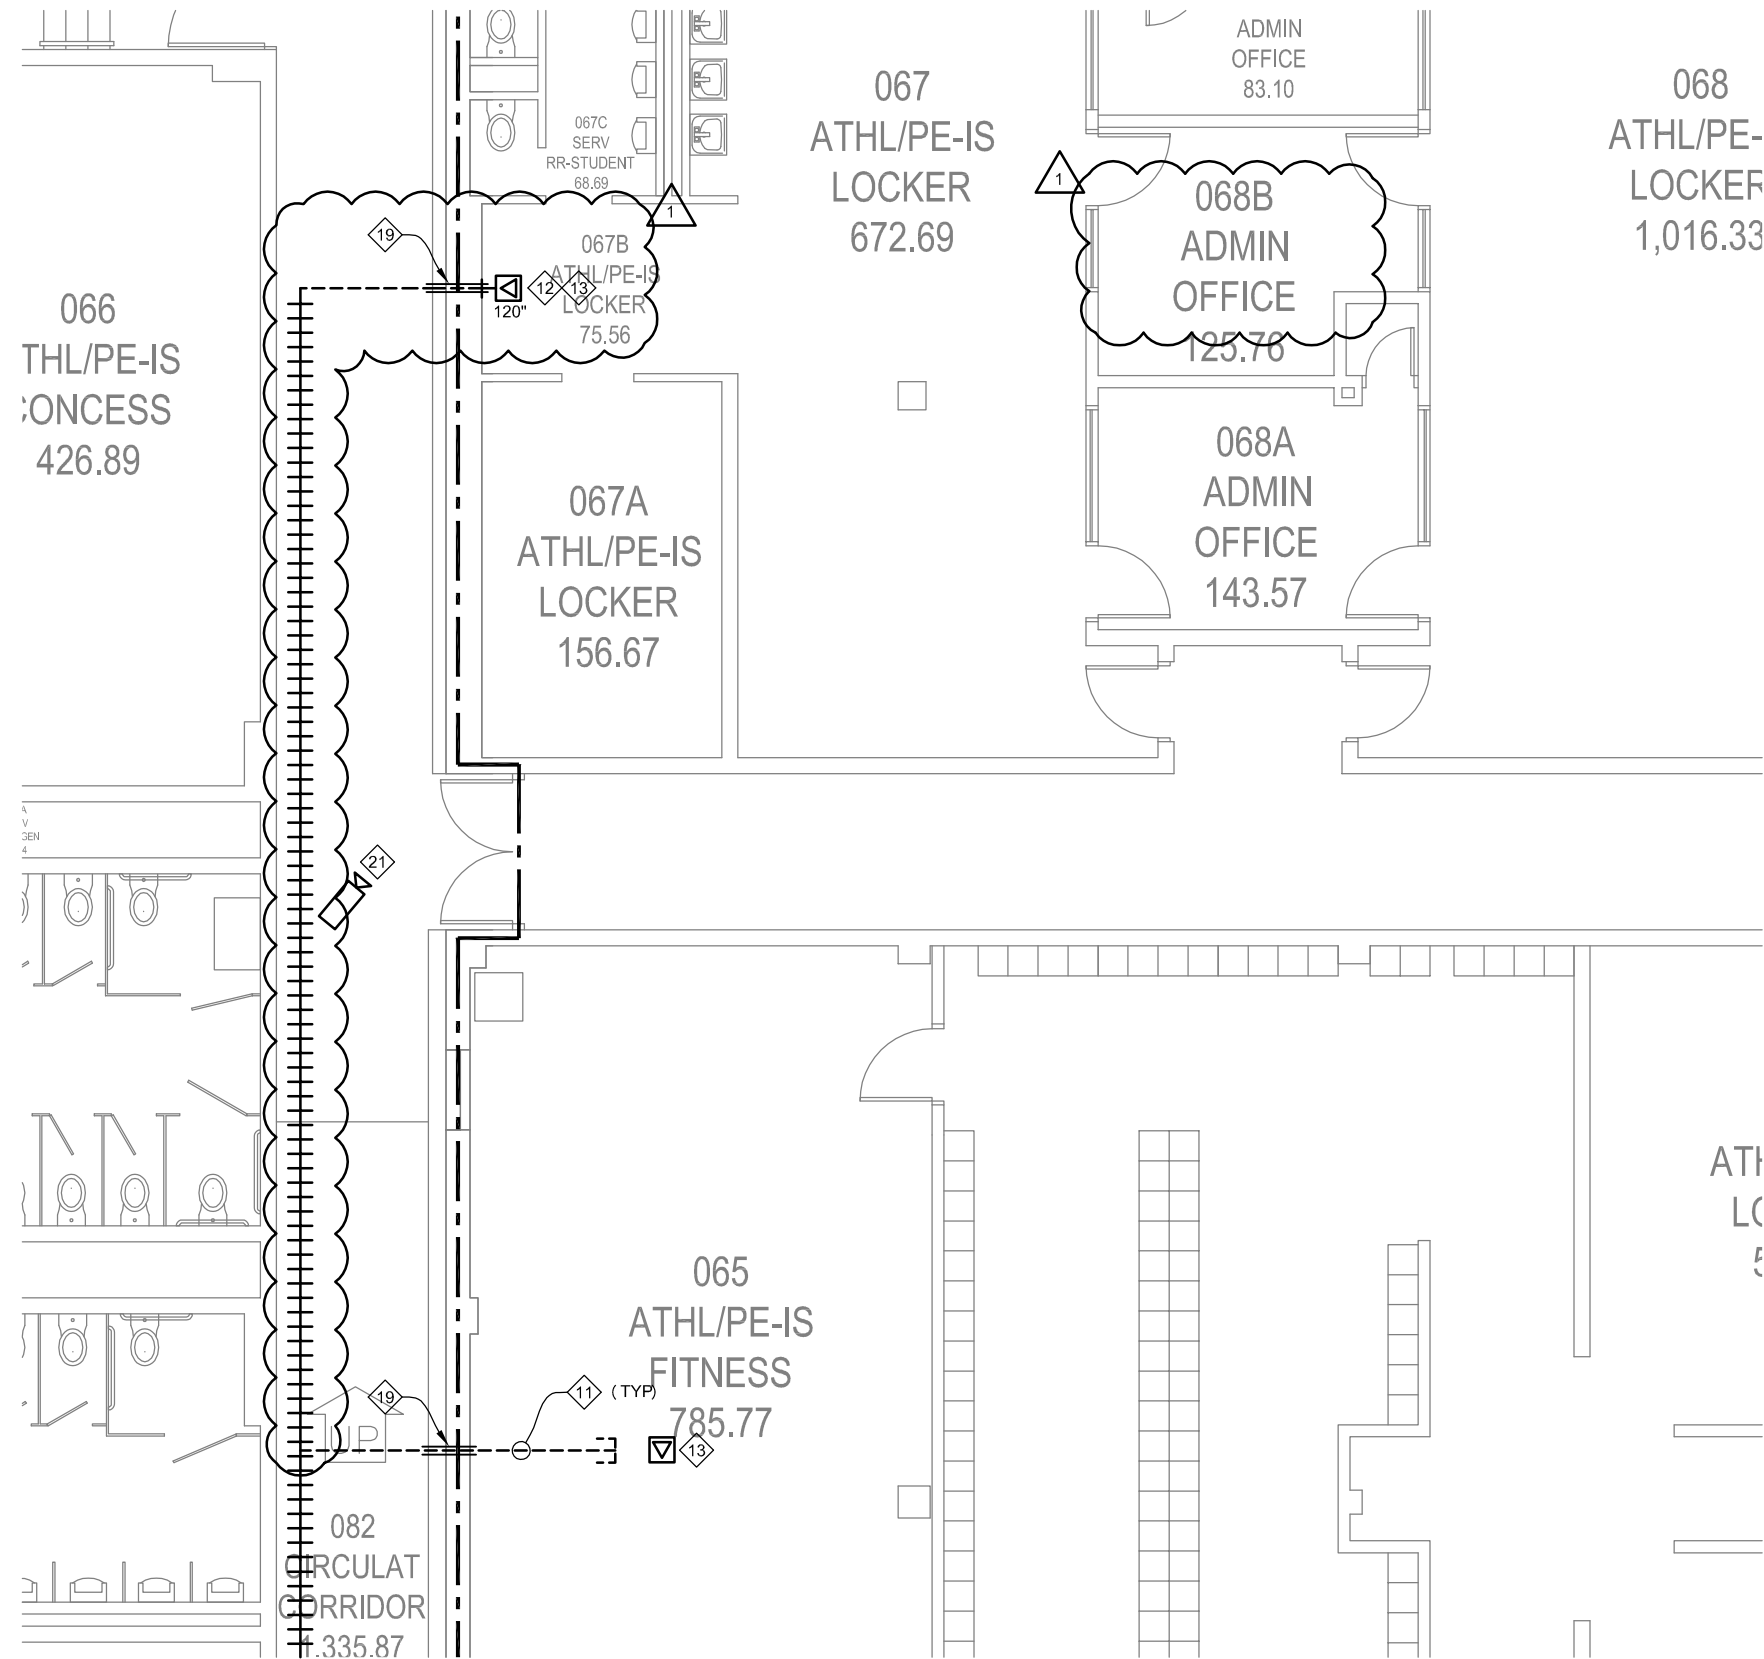 ADMIN
OFFICE
83.10
067
ATHL/PE-IS
LOCKER
672.69
068
ATHL/PE-
LOCKER
1,016.33
067C
SERV
RR-STUDENT
68.69
1
1
068B
ADMIN
OFFICE
125.76
19
067B
ATHL/PE-IS
LOCKER
75.56
12
13
120"
066
THL/PE-IS
CONCESS
426.89
068A
ADMIN
OFFICE
143.57
067A
ATHL/PE-IS
LOCKER
156.67
A
V
GEN
4
21
065
ATHL/PE-IS
FITNESS
785.77
19
11 (TYP)
13
UP
082
CIRCULAT
CORRIDOR
1,335.87